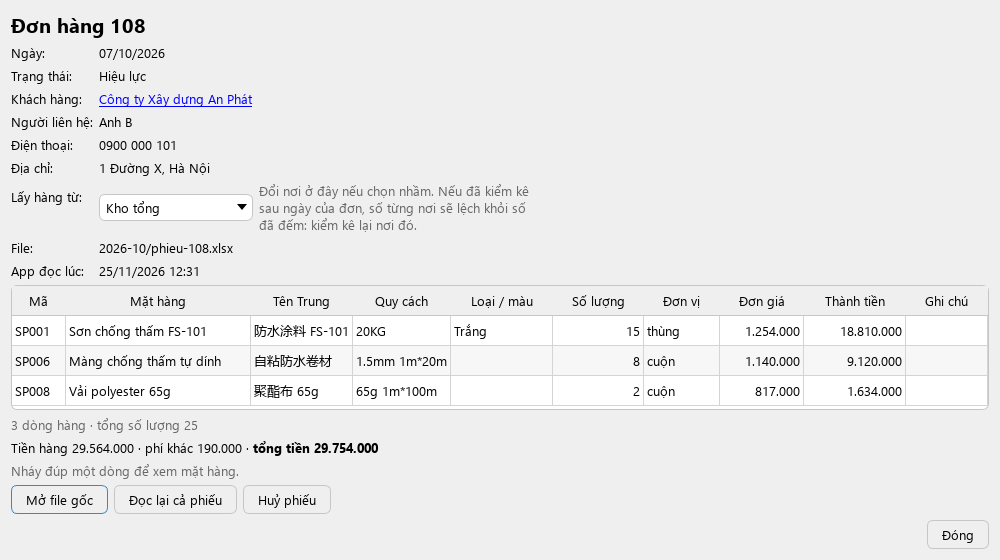 Đơn hàng 108
Ngày: 07/10/2026
Trạng thái: Hiệu lực
Khách hàng: Công ty Xây dựng An Phát
Người liên hệ: Anh B
Điện thoại: 0900 000 101
Địa chỉ: 1 Đường X, Hà Nội
Lấy hàng từ: Kho tổng
Đổi nơi ở đây nếu chọn nhầm. Nếu đã kiểm kê
sau ngày của đơn, số từng nơi sẽ lệch khỏi số
đã đếm: kiểm kê lại nơi đó.
File: 2026-10/phieu-108.xlsx
App đọc lúc: 25/11/2026 12:31
Mã Mặt hàng Tên Trung Quy cách Loại / màu Số lượng Đơn vị Đơn giá Thành tiền Ghi chú
SP001 Sơn chống thấm FS-101 防水涂料 FS-101 20KG Trắng 15 thùng 1.254.000 18.810.000
SP006 Màng chống thấm tự dính 自粘防水卷材 1.5mm 1m*20m 8 cuộn 1.140.000 9.120.000
SP008 Vải polyester 65g 聚酯布 65g 65g 1m*100m 2 cuộn 817.000 1.634.000
3 dòng hàng · tổng số lượng 25
Tiền hàng 29.564.000 · phí khác 190.000 · tổng tiền 29.754.000
Nháy đúp một dòng để xem mặt hàng.
Mở file gốc Đọc lại cả phiếu Huỷ phiếu
Đóng